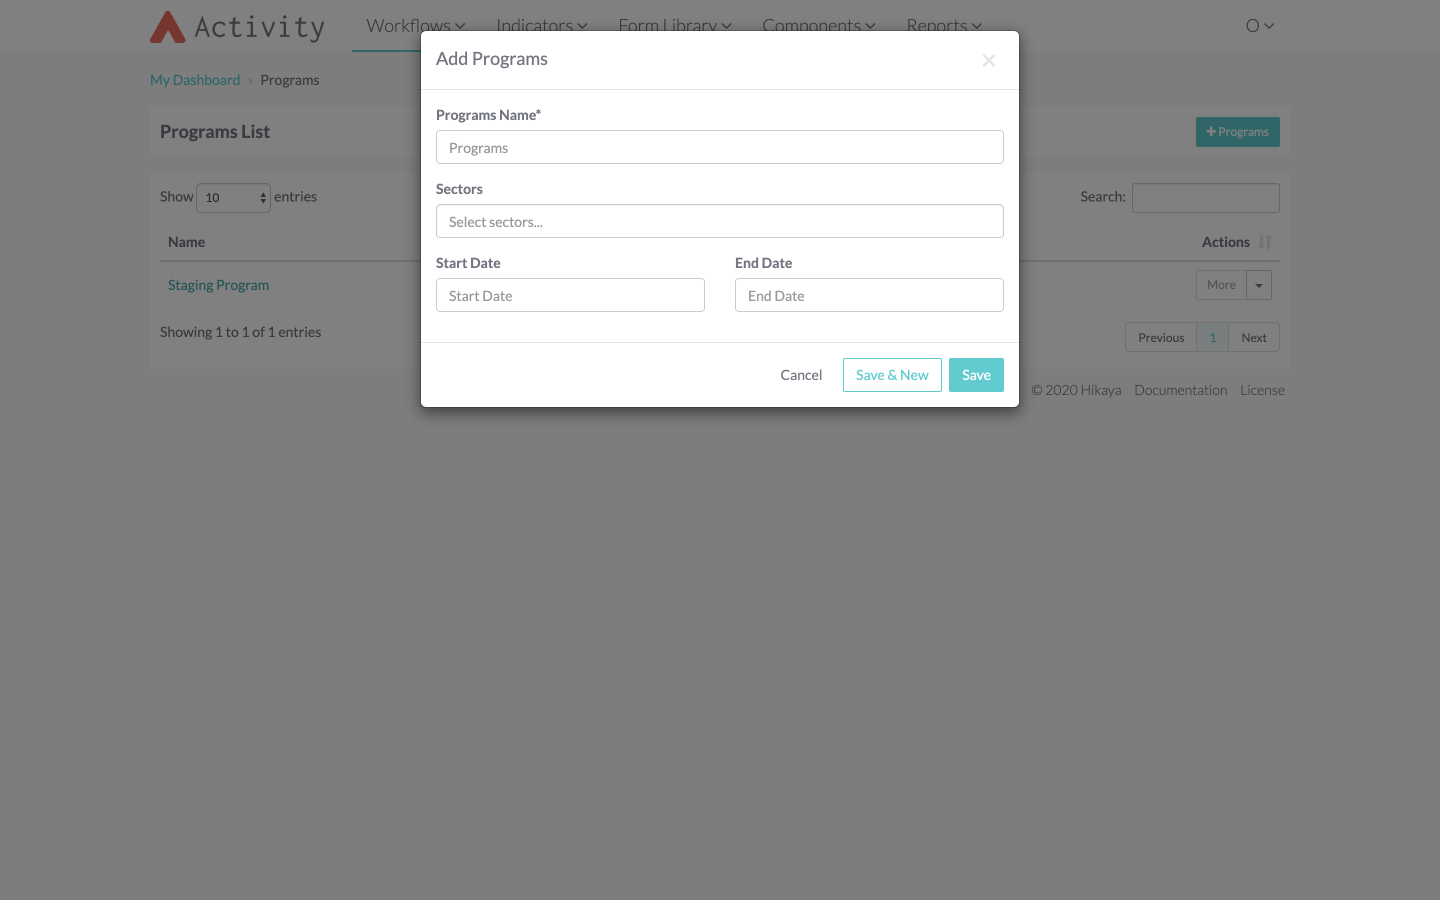 Activity
Workflows Indicators Form Library Components Reports O
My Dashboard › Programs
Add Programs ×
Programs List
+ Programs
Programs Name*
Programs
Show 10 entries
Search:
Sectors
Select sectors...
Name
Actions
Start Date End Date
Start Date End Date
Staging Program
More
Showing 1 to 1 of 1 entries
Previous 1 Next
Cancel Save & New Save
© 2020 Hikaya Documentation License